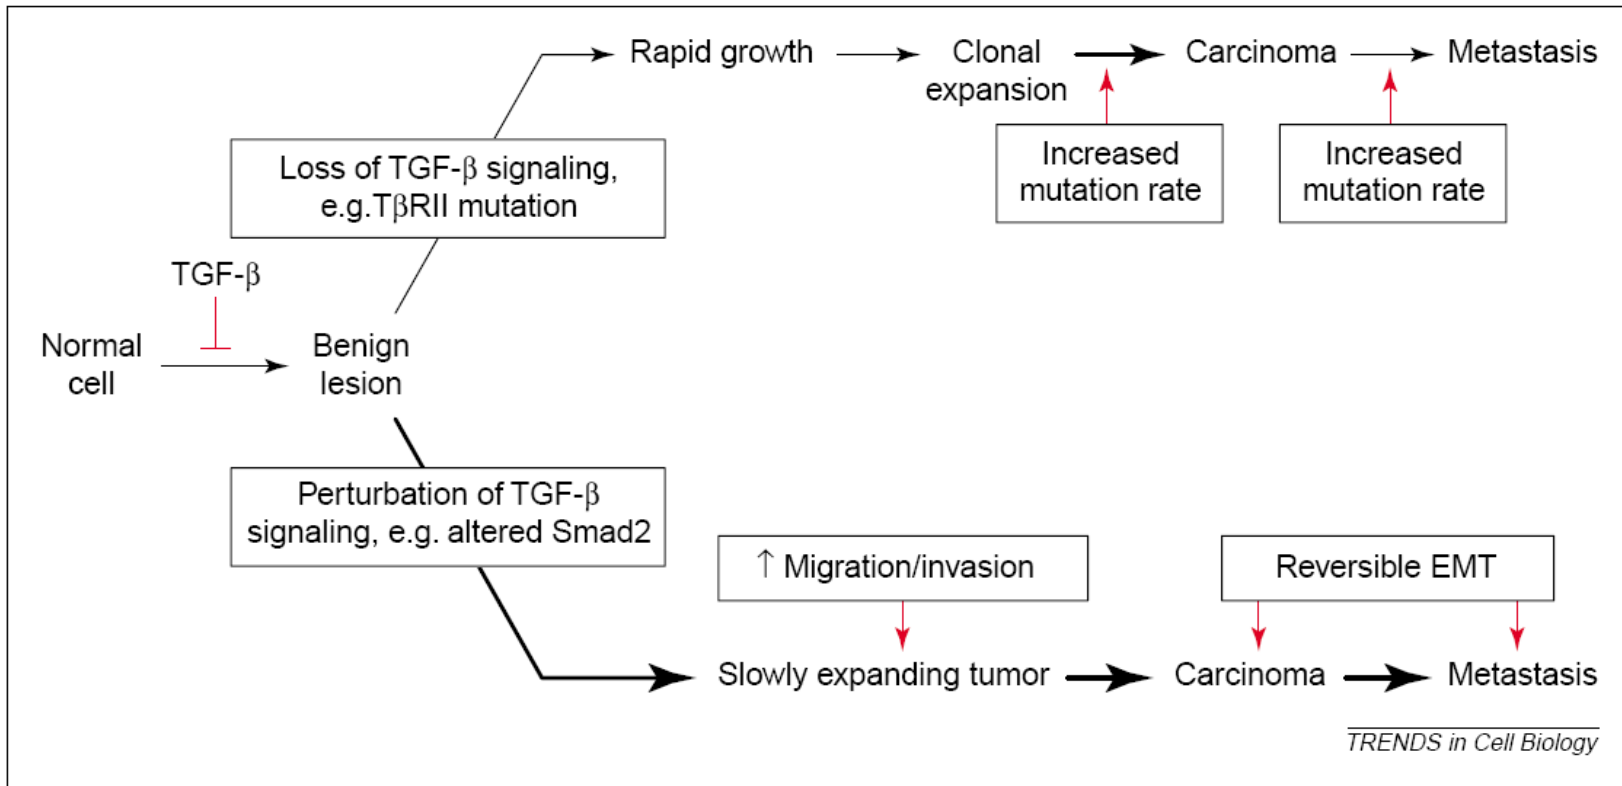 Rapid growth
Clonal
expansion
Carcinoma
Metastasis
Increased
mutation rate
Increased
mutation rate
Loss of TGF-β signaling,
e.g.TβRII mutation
TGF-β
Normal
cell
Benign
lesion
Perturbation of TGF-β
signaling, e.g. altered Smad2
↑ Migration/invasion
Reversible EMT
Slowly expanding tumor
Carcinoma
Metastasis
TRENDS in Cell Biology